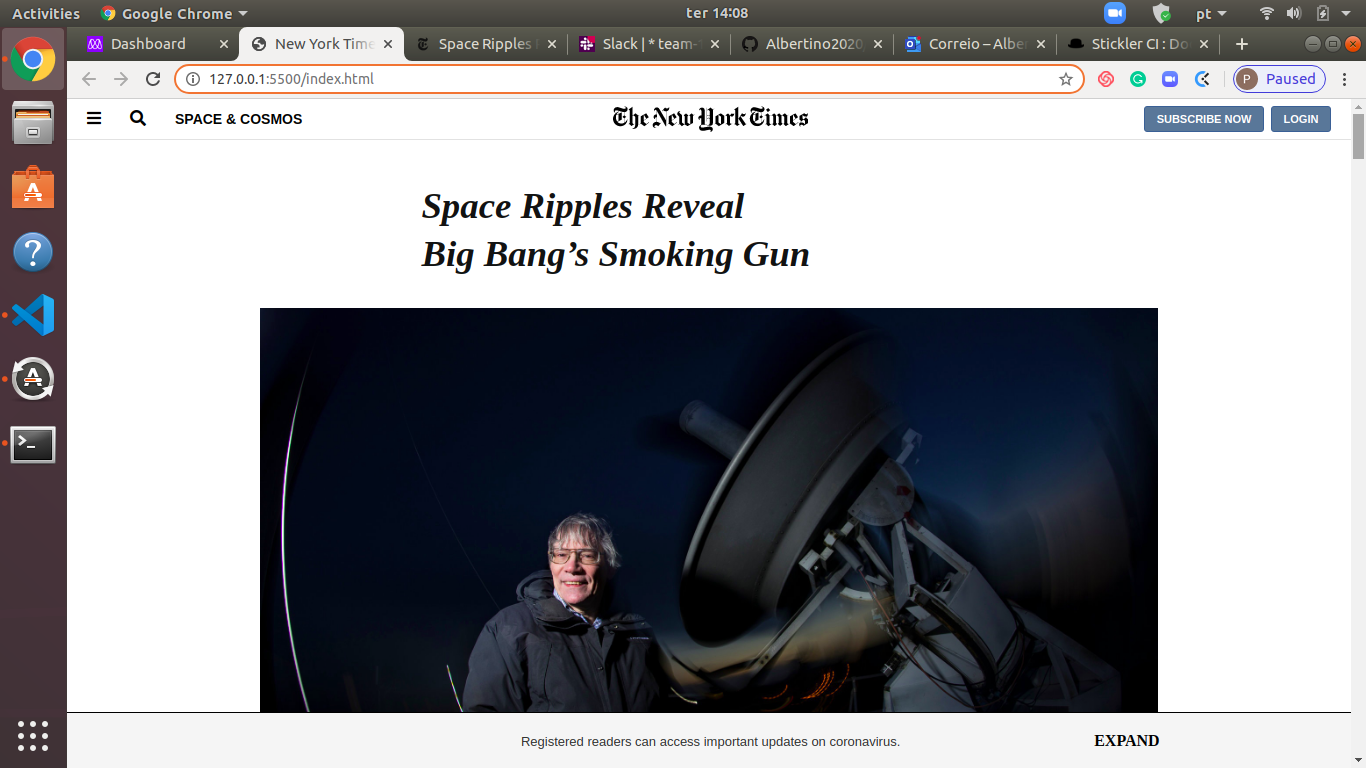 Activities Google Chrome ter 14:08 pt
Dashboard New York Time Space Ripples Slack | * team- Albertino2020 Correio – Albe Stickler CI : Do
127.0.0.1:5500/index.html P Paused
SPACE & COSMOS The New York Times SUBSCRIBE NOW LOGIN
Space Ripples Reveal
Big Bang’s Smoking Gun
Registered readers can access important updates on coronavirus. EXPAND